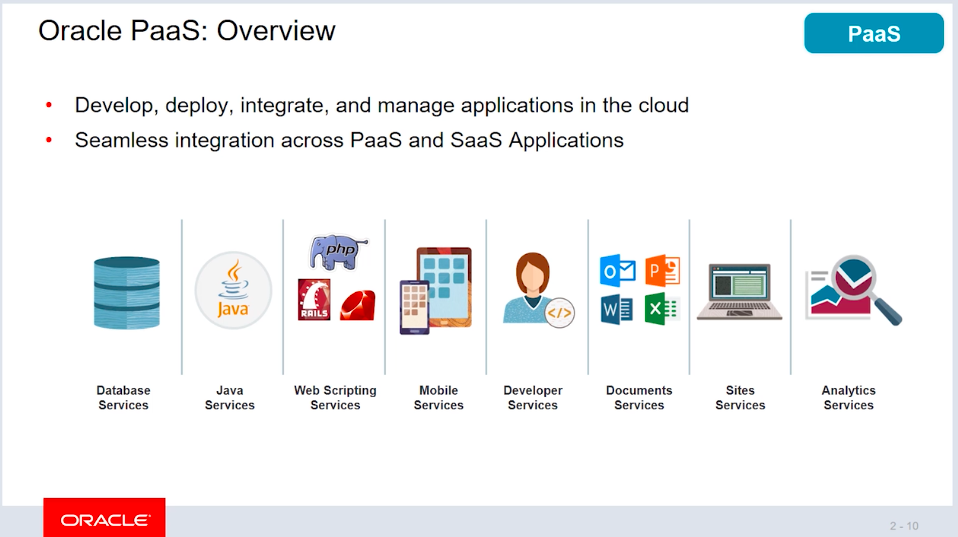 Oracle PaaS: Overview
PaaS
• Develop, deploy, integrate, and manage applications in the cloud
• Seamless integration across PaaS and SaaS Applications
php
Java
RAILS
</>
O
P
W
X
Database
Services
Java
Services
Web Scripting
Services
Mobile
Services
Developer
Services
Documents
Services
Sites
Services
Analytics
Services
ORACLE
2 - 10